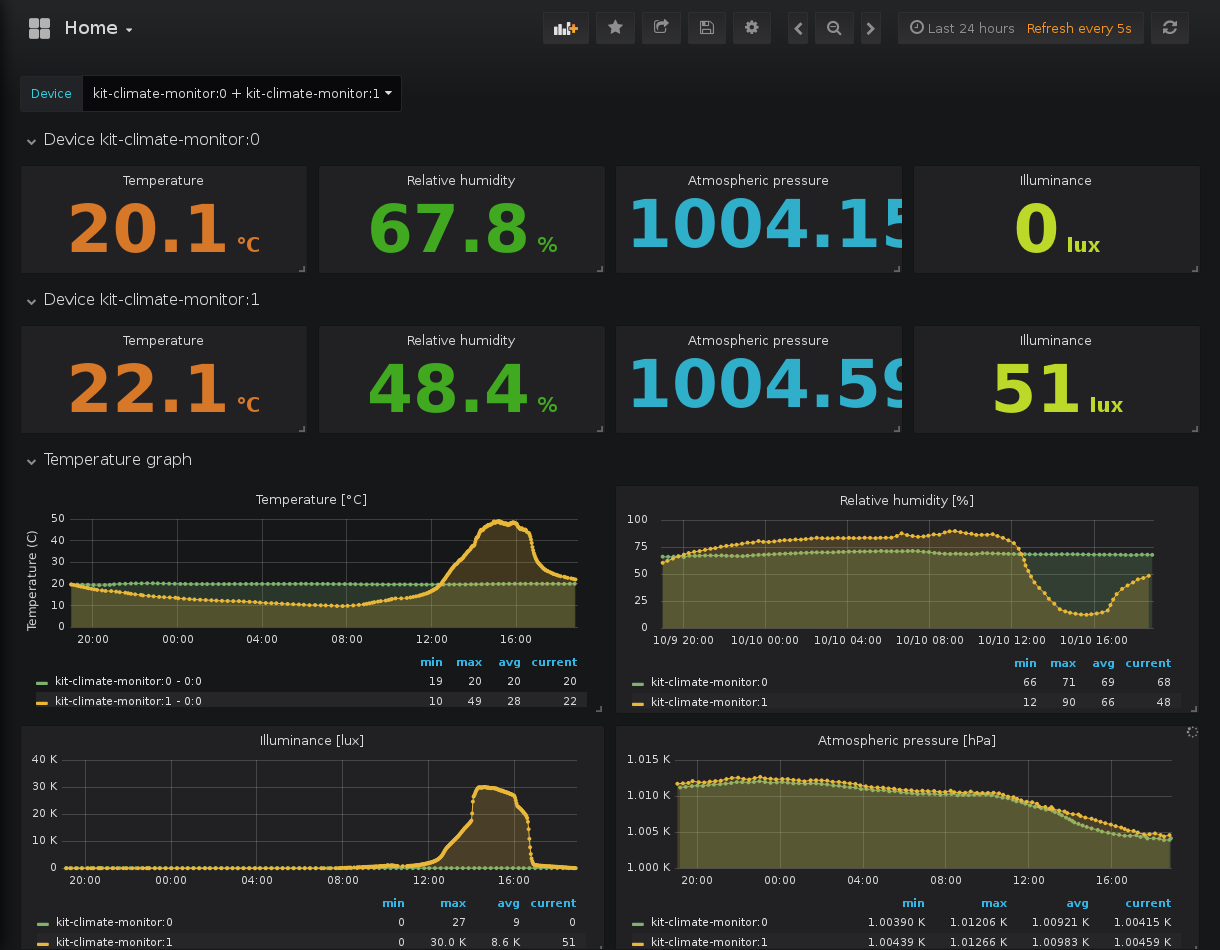 Home
Last 24 hours Refresh every 5s
Device kit-climate-monitor:0 + kit-climate-monitor:1
Device kit-climate-monitor:0
Temperature Relative humidity Atmospheric pressure Illuminance
20.1 °C 67.8 % 1004.15 0 lux
Device kit-climate-monitor:1
Temperature Relative humidity Atmospheric pressure Illuminance
22.1 °C 48.4 % 1004.59 51 lux
Temperature graph
Temperature [°C]
Temperature (C)
50
40
30
20
10
0
20:00 00:00 04:00 08:00 12:00 16:00
min max avg current
kit-climate-monitor:0 - 0:0 19 20 20 20
kit-climate-monitor:1 - 0:0 10 49 28 22
Relative humidity [%]
100
75
50
25
0
10/9 20:00 10/10 00:00 10/10 04:00 10/10 08:00 10/10 12:00 10/10 16:00
min max avg current
kit-climate-monitor:0 66 71 69 68
kit-climate-monitor:1 12 90 66 48
Illuminance [lux]
40 K
30 K
20 K
10 K
0
20:00 00:00 04:00 08:00 12:00 16:00
min max avg current
kit-climate-monitor:0 0 27 9 0
kit-climate-monitor:1 0 30.0 K 8.6 K 51
Atmospheric pressure [hPa]
1.015 K
1.010 K
1.005 K
1.000 K
20:00 00:00 04:00 08:00 12:00 16:00
min max avg current
kit-climate-monitor:0 1.00390 K 1.01206 K 1.00921 K 1.00415 K
kit-climate-monitor:1 1.00439 K 1.01266 K 1.00983 K 1.00459 K